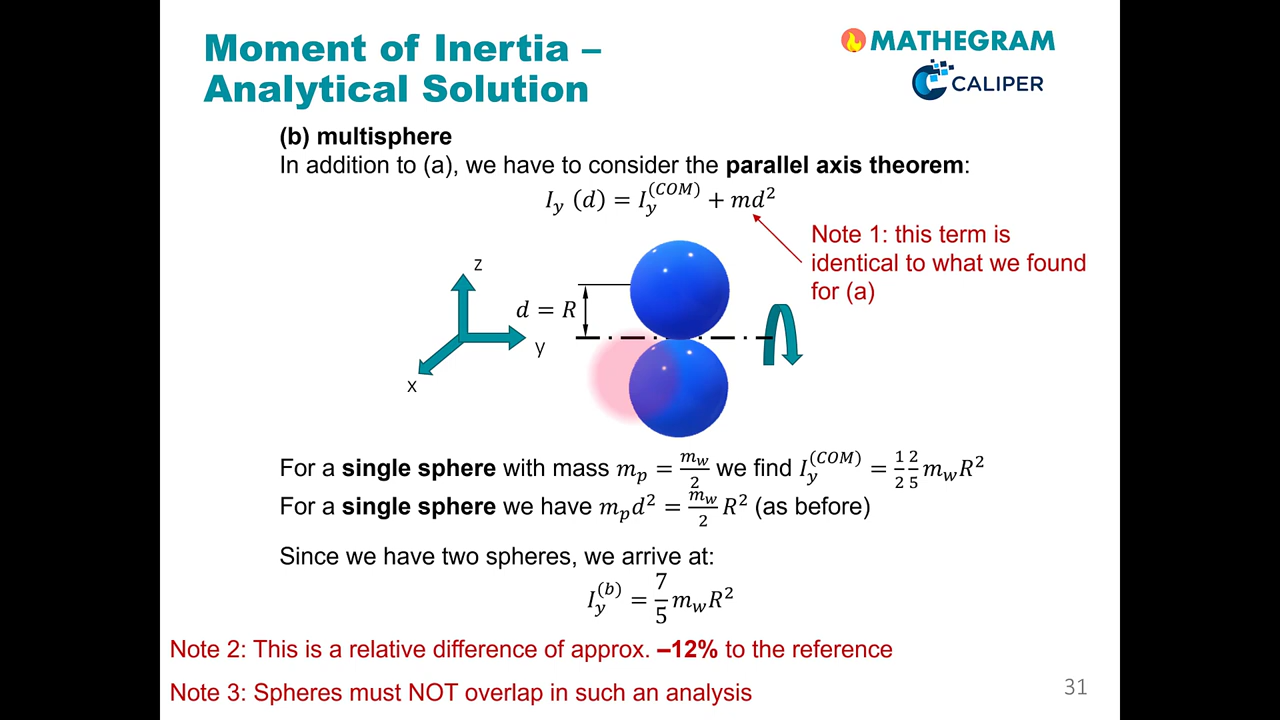 Moment of Inertia –
Analytical Solution
MATHEGRAM
CALIPER
(b) multisphere
In addition to (a), we have to consider the parallel axis theorem:
I_y (d) = I_y^(COM) + md²
Note 1: this term is
identical to what we found
for (a)
z
d = R
y
x
For a single sphere with mass m_p = m_w/2 we find I_y^(COM) = 1/2 2/5 m_w R²
For a single sphere we have m_p d² = m_w/2 R² (as before)
Since we have two spheres, we arrive at:
I_y^(b) = 7/5 m_w R²
Note 2: This is a relative difference of approx. –12% to the reference
Note 3: Spheres must NOT overlap in such an analysis
31